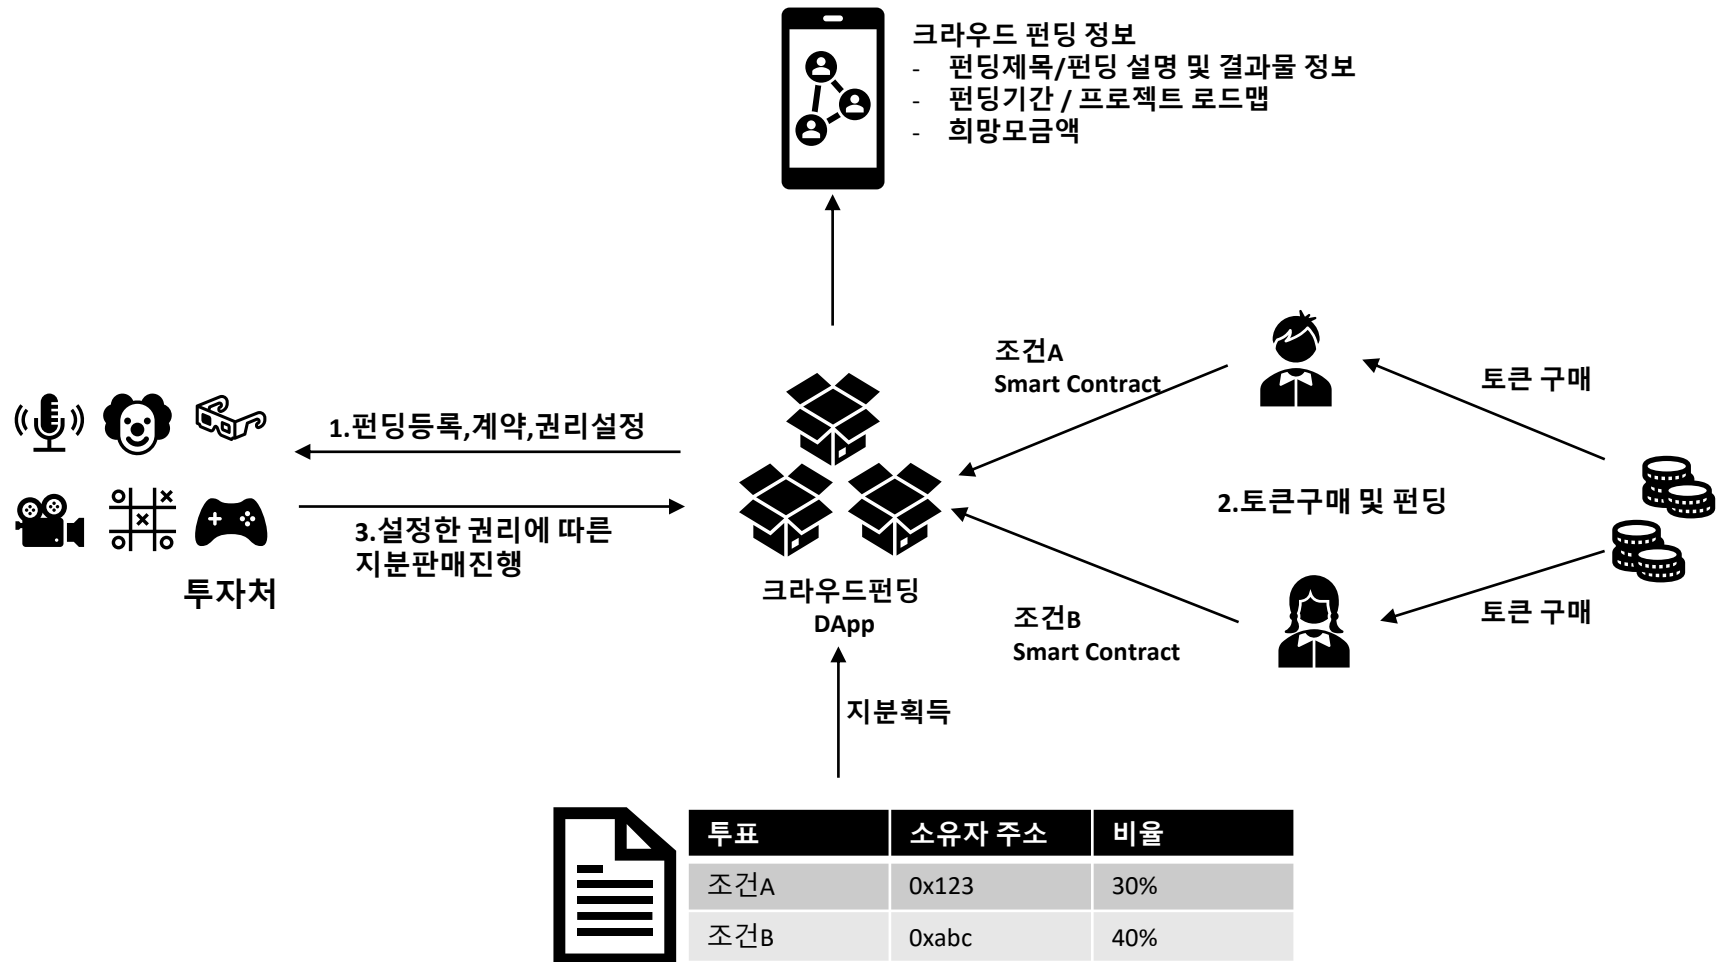 크라우드 펀딩 정보
- 펀딩제목/펀딩 설명 및 결과물 정보
- 펀딩기간 / 프로젝트 로드맵
- 희망모금액
조건A
Smart Contract
토큰 구매
1.펀딩등록,계약,권리설정
2.토큰구매 및 펀딩
3.설정한 권리에 따른
지분판매진행
투자처
크라우드펀딩
DApp
조건B
Smart Contract
토큰 구매
지분획득
투표 소유자 주소 비율
조건A 0x123 30%
조건B 0xabc 40%